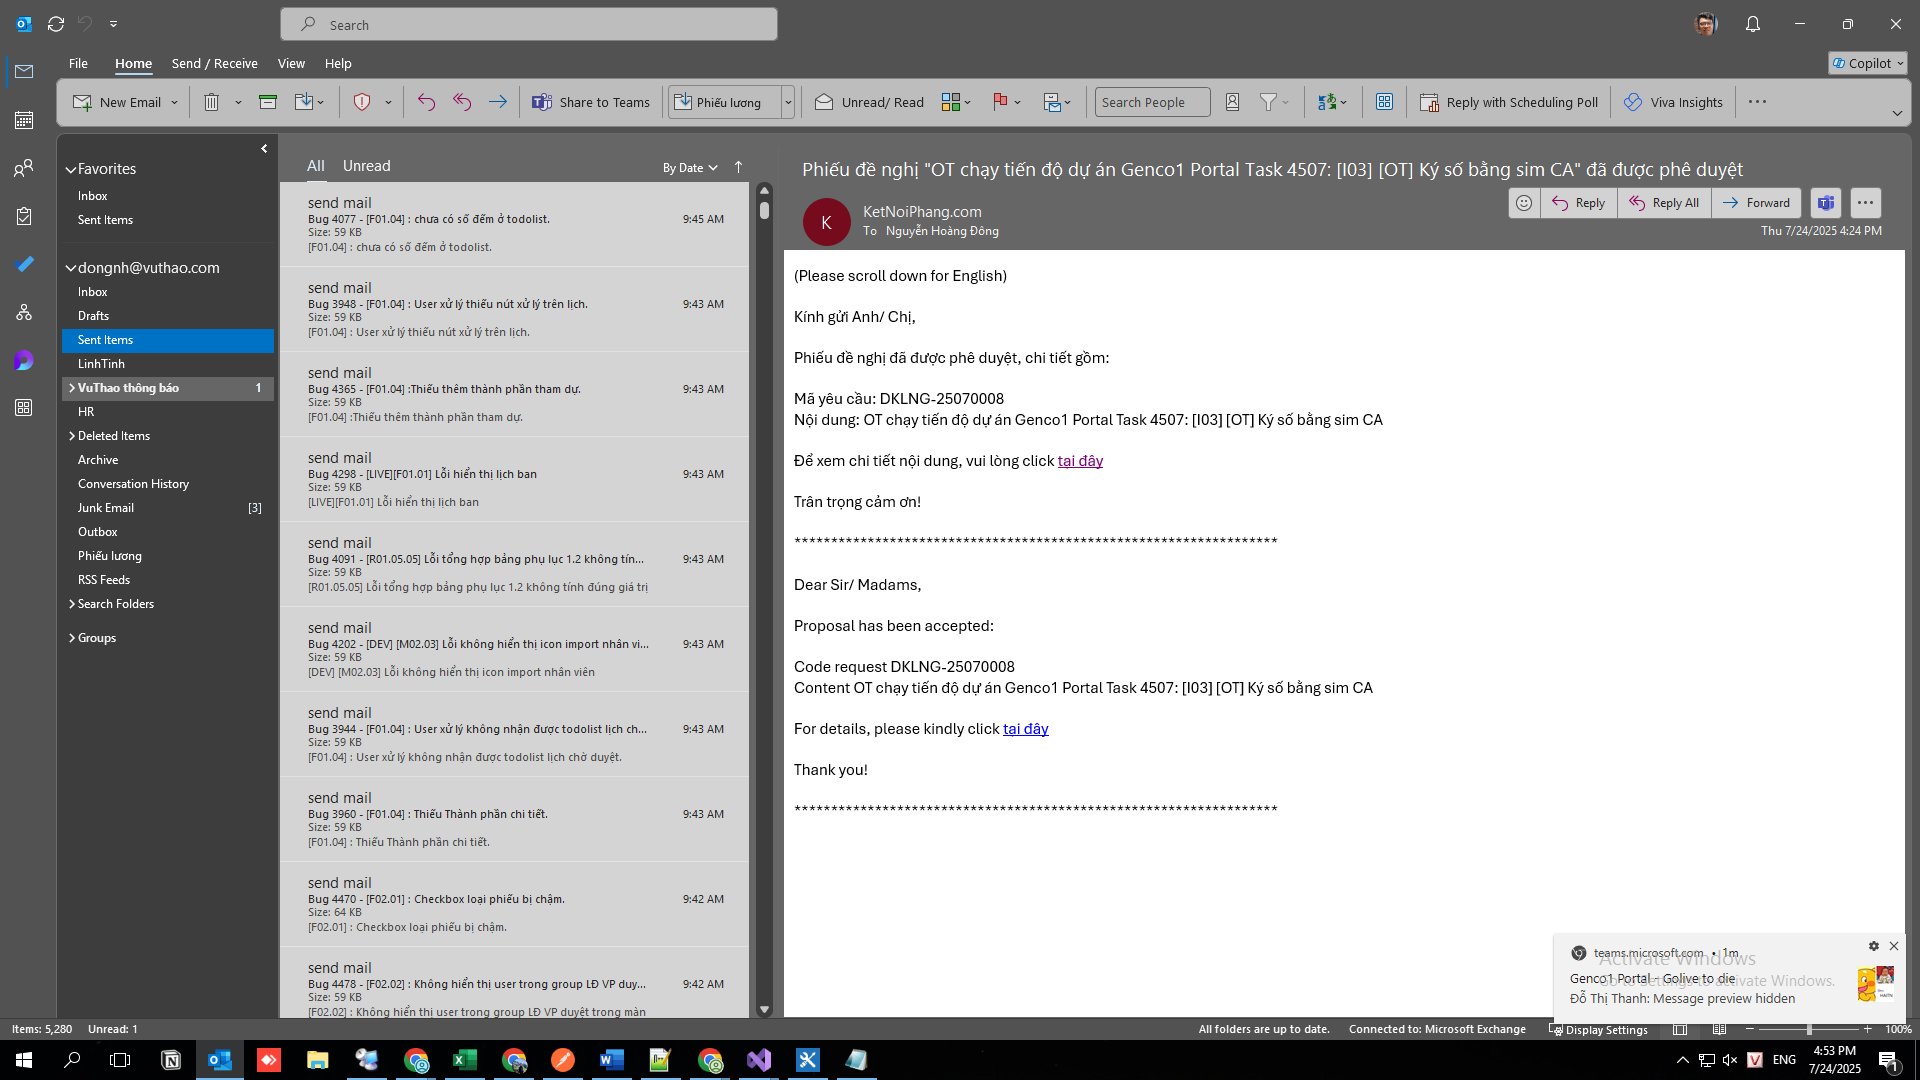 Search
File
Home
Send / Receive
View
Help
Copilot
New Email
Share to Teams
Phiếu lương
Unread/ Read
Search People
Reply with Scheduling Poll
Viva Insights
Favorites
Inbox
Sent Items
dongnh@vuthao.com
Inbox
Drafts
Sent Items
LinhTinh
VuThao thông báo 1
HR
Deleted Items
Archive
Conversation History
Junk Email [3]
Outbox
Phiếu lương
RSS Feeds
Search Folders
Groups
All Unread By Date
send mail
Bug 4077 - [F01.04] : chưa có số đếm ở todolist. 9:45 AM
Size: 59 KB
[F01.04] : chưa có số đếm ở todolist.
send mail
Bug 3948 - [F01.04] : User xử lý thiếu nút xử lý trên lịch. 9:43 AM
Size: 59 KB
[F01.04] : User xử lý thiếu nút xử lý trên lịch.
send mail
Bug 4365 - [F01.04] :Thiếu thêm thành phần tham dự. 9:43 AM
Size: 59 KB
[F01.04] :Thiếu thêm thành phần tham dự.
send mail
Bug 4298 - [LIVE][F01.01] Lỗi hiển thị lịch ban 9:43 AM
Size: 59 KB
[LIVE][F01.01] Lỗi hiển thị lịch ban
send mail
Bug 4091 - [R01.05.05] Lỗi tổng hợp bảng phụ lục 1.2 không tín... 9:43 AM
Size: 59 KB
[R01.05.05] Lỗi tổng hợp bảng phụ lục 1.2 không tính đúng giá trị
send mail
Bug 4202 - [DEV] [M02.03] Lỗi không hiển thị icon import nhân vi... 9:43 AM
Size: 59 KB
[DEV] [M02.03] Lỗi không hiển thị icon import nhân viên
send mail
Bug 3944 - [F01.04] : User xử lý không nhận được todolist lịch ch... 9:43 AM
Size: 59 KB
[F01.04] : User xử lý không nhận được todolist lịch chờ duyệt.
send mail
Bug 3960 - [F01.04] : Thiếu Thành phần chi tiết. 9:43 AM
Size: 59 KB
[F01.04] : Thiếu Thành phần chi tiết.
send mail
Bug 4470 - [F02.01] : Checkbox loại phiếu bị chậm. 9:42 AM
Size: 64 KB
[F02.01] : Checkbox loại phiếu bị chậm.
send mail
Bug 4478 - [F02.02] : Không hiển thị user trong group LĐ VP duy... 9:42 AM
Size: 59 KB
[F02.02] : Không hiển thị user trong group LĐ VP duyệt trong màn
Phiếu đề nghị "OT chạy tiến độ dự án Genco1 Portal Task 4507: [I03] [OT] Ký số bằng sim CA" đã được phê duyệt
K
KetNoiPhang.com
To Nguyễn Hoàng Đông
Reply
Reply All
Forward
Thu 7/24/2025 4:24 PM
(Please scroll down for English)
Kính gửi Anh/ Chị,
Phiếu đề nghị đã được phê duyệt, chi tiết gồm:
Mã yêu cầu: DKLNG-25070008
Nội dung: OT chạy tiến độ dự án Genco1 Portal Task 4507: [I03] [OT] Ký số bằng sim CA
Để xem chi tiết nội dung, vui lòng click tại đây
Trân trọng cảm ơn!
******************************************************************
Dear Sir/ Madams,
Proposal has been accepted:
Code request DKLNG-25070008
Content OT chạy tiến độ dự án Genco1 Portal Task 4507: [I03] [OT] Ký số bằng sim CA
For details, please kindly click tại đây
Thank you!
******************************************************************
teams.microsoft.com • 1m
Genco1 Portal - Golive to die
Đỗ Thị Thanh: Message preview hidden
Activate Windows
Go to Settings to activate Windows.
Items: 5,280 Unread: 1
All folders are up to date. Connected to: Microsoft Exchange Display Settings 100%
ENG
4:53 PM
7/24/2025
1